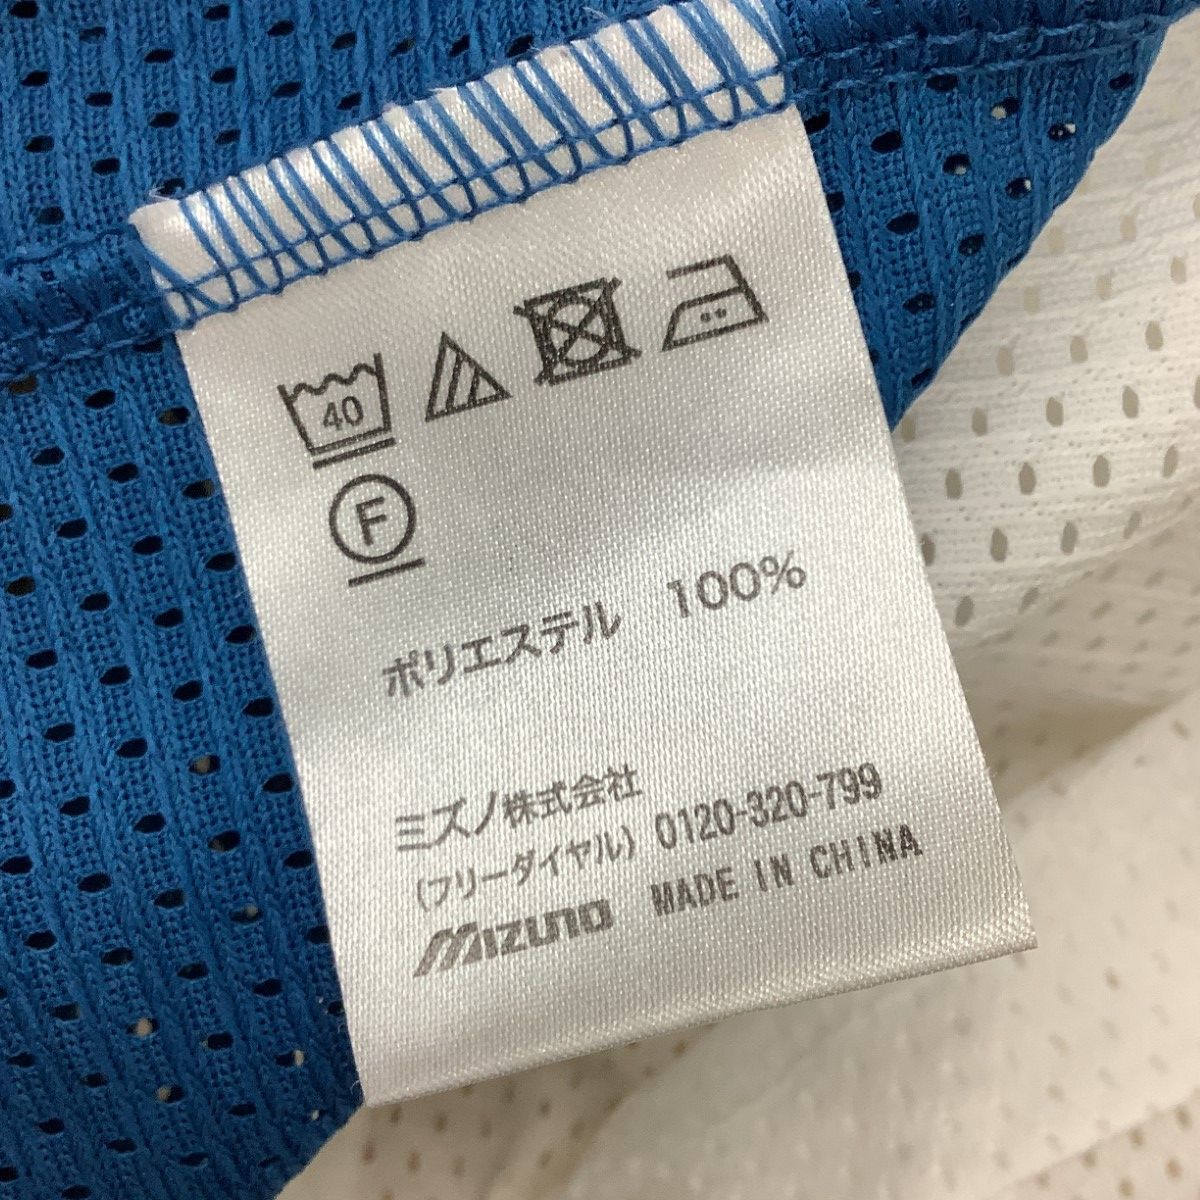 40
F
ポリエステル 100%
ミズノ株式会社
(フリーダイヤル) 0120-320-799
MIZUNO MADE IN CHINA